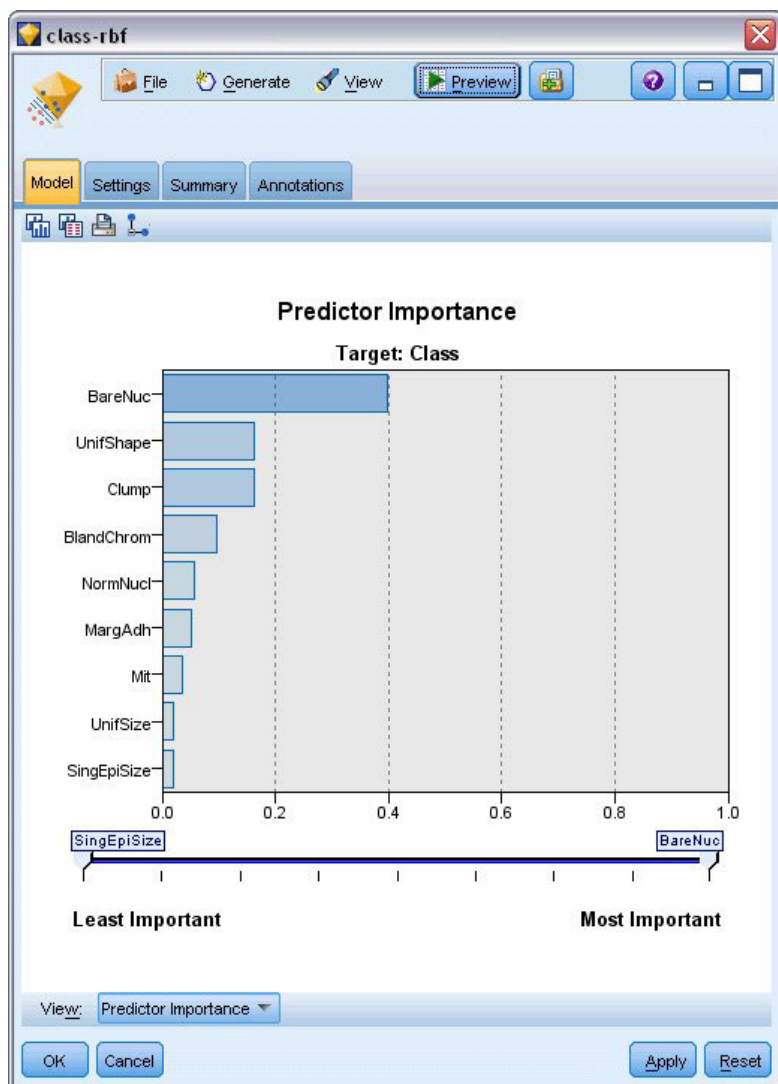 class-rbf
File Generate View Preview
Model Settings Summary Annotations
Predictor Importance
Target: Class
BareNuc
UnifShape
Clump
BlandChrom
NormNucl
MargAdh
Mit
UnifSize
SingEpiSize
0.0 0.2 0.4 0.6 0.8 1.0
SingEpiSize BareNuc
Least Important Most Important
View: Predictor Importance
OK Cancel Apply Reset